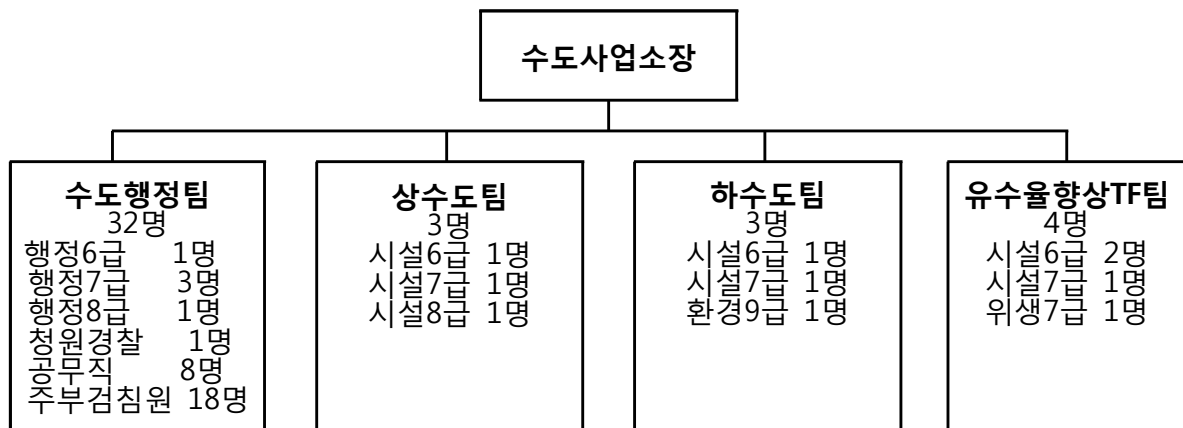 수도사업소장
수도행정팀
32명
행정6급 1명
행정7급 3명
행정8급 1명
청원경찰 1명
공무직 8명
주부검침원 18명
상수도팀
3명
시설6급 1명
시설7급 1명
시설8급 1명
하수도팀
3명
시설6급 1명
시설7급 1명
환경9급 1명
유수율향상TF팀
4명
시설6급 2명
시설7급 1명
위생7급 1명